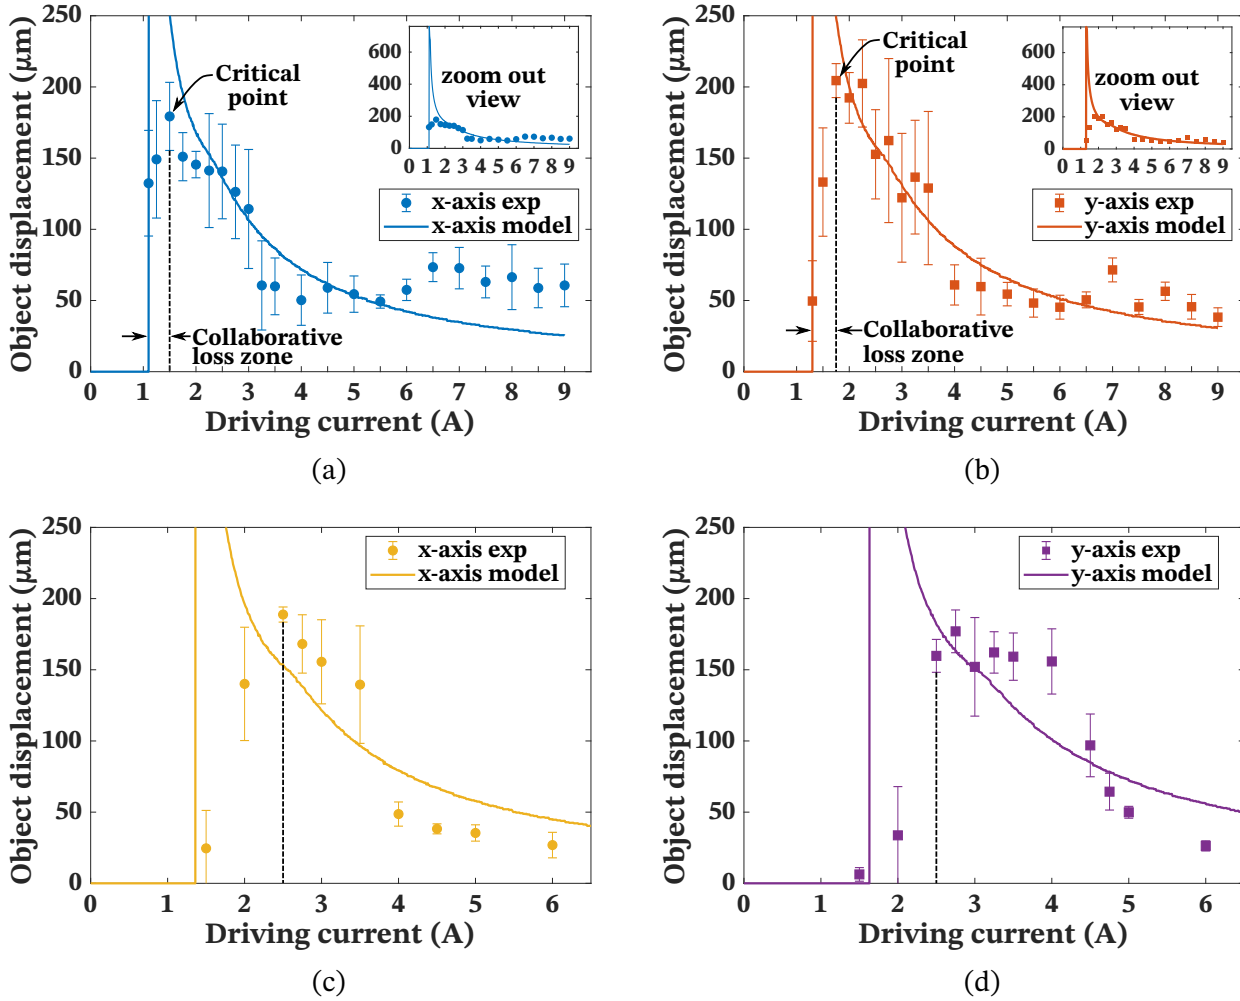 250
200
150
100
50
0
Object displacement (μm)
Critical
point
zoom out
view
600
400
200
0
0 1 2 3 4 5 6 7 8 9
x-axis exp
x-axis model
Collaborative
loss zone
0 1 2 3 4 5 6 7 8 9
Driving current (A)
(a)
250
200
150
100
50
0
Object displacement (μm)
Critical
point
zoom out
view
600
400
200
0
0 1 2 3 4 5 6 7 8 9
y-axis exp
y-axis model
Collaborative
loss zone
0 1 2 3 4 5 6 7 8 9
Driving current (A)
(b)
250
200
150
100
50
0
Object displacement (μm)
x-axis exp
x-axis model
0 1 2 3 4 5 6
Driving current (A)
(c)
250
200
150
100
50
0
Object displacement (μm)
y-axis exp
y-axis model
0 1 2 3 4 5 6
Driving current (A)
(d)